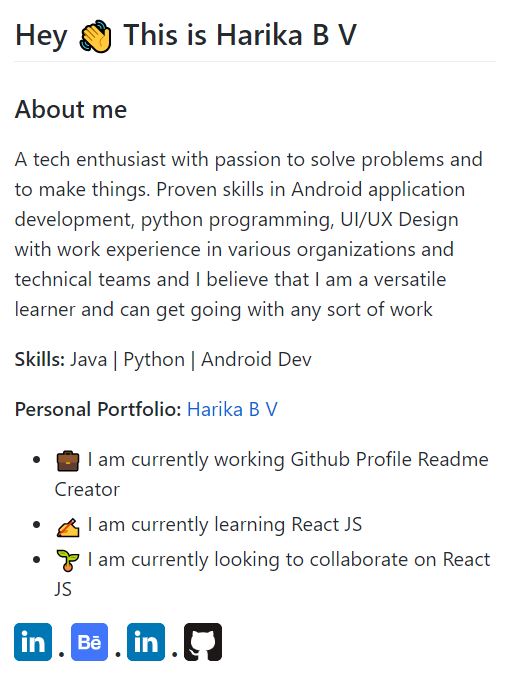 Hey 👋 This is Harika B V
About me
A tech enthusiast with passion to solve problems and
to make things. Proven skills in Android application
development, python programming, UI/UX Design
with work experience in various organizations and
technical teams and I believe that I am a versatile
learner and can get going with any sort of work
Skills: Java | Python | Android Dev
Personal Portfolio: Harika B V
• 💼 I am currently working Github Profile Readme
Creator
• ✍️ I am currently learning React JS
• 🌱 I am currently looking to collaborate on React
JS
in . Bē . in .